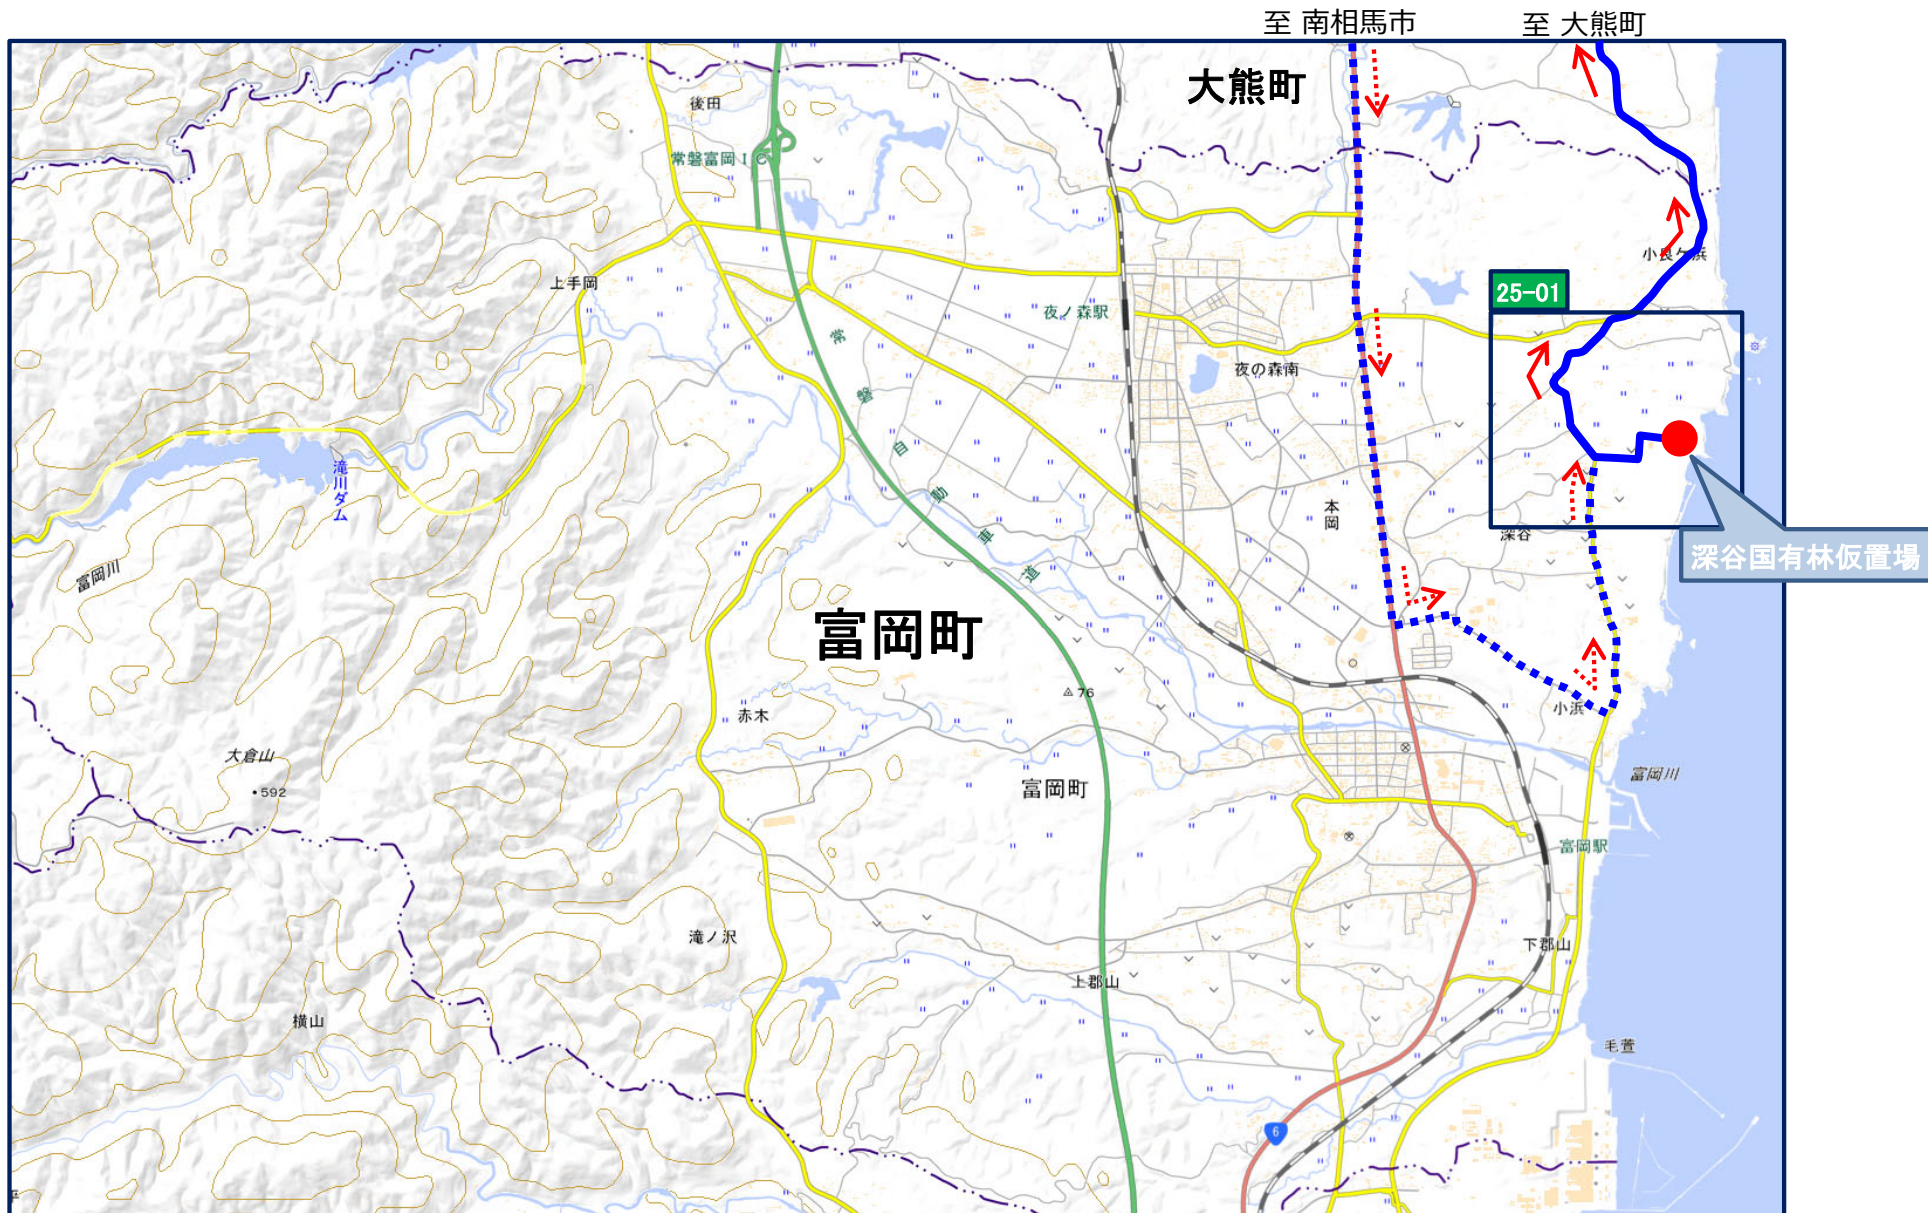 至 南相馬市
至 大熊町
大熊町
後田
常磐富岡IC
小良ケ浜
上手岡
25-01
夜ノ森駅
常磐自動車道
夜の森南
滝川ダム
本岡
深谷
深谷国有林仮置場
富岡川
富岡町
76
小浜
赤木
大倉山
592
富岡町
富岡川
富岡駅
滝ノ沢
下郡山
上郡山
横山
毛萱
6